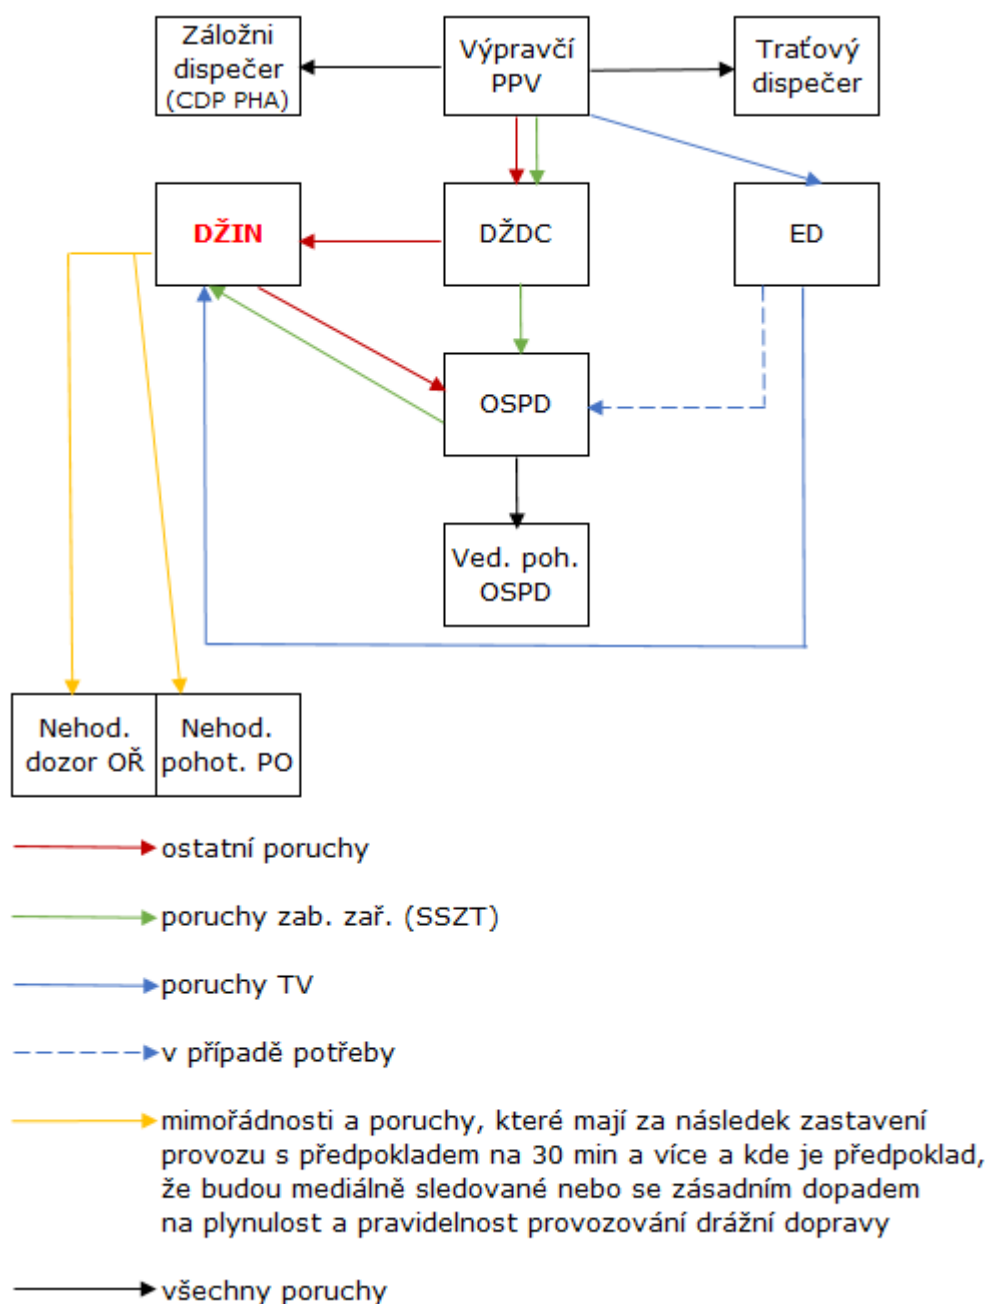 Záložni
dispečer
(CDP PHA)
Výpravčí
PPV
Traťový
dispečer
DŽIN
DŽDC
ED
OSPD
Ved. poh.
OSPD
Nehod.
dozor OŘ
Nehod.
pohot. PO
ostatní poruchy
poruchy zab. zař. (SSZT)
poruchy TV
v případě potřeby
mimořádnosti a poruchy, které mají za následek zastavení
provozu s předpokladem na 30 min a více a kde je předpoklad,
že budou mediálně sledované nebo se zásadním dopadem
na plynulost a pravidelnost provozování drážní dopravy
všechny poruchy